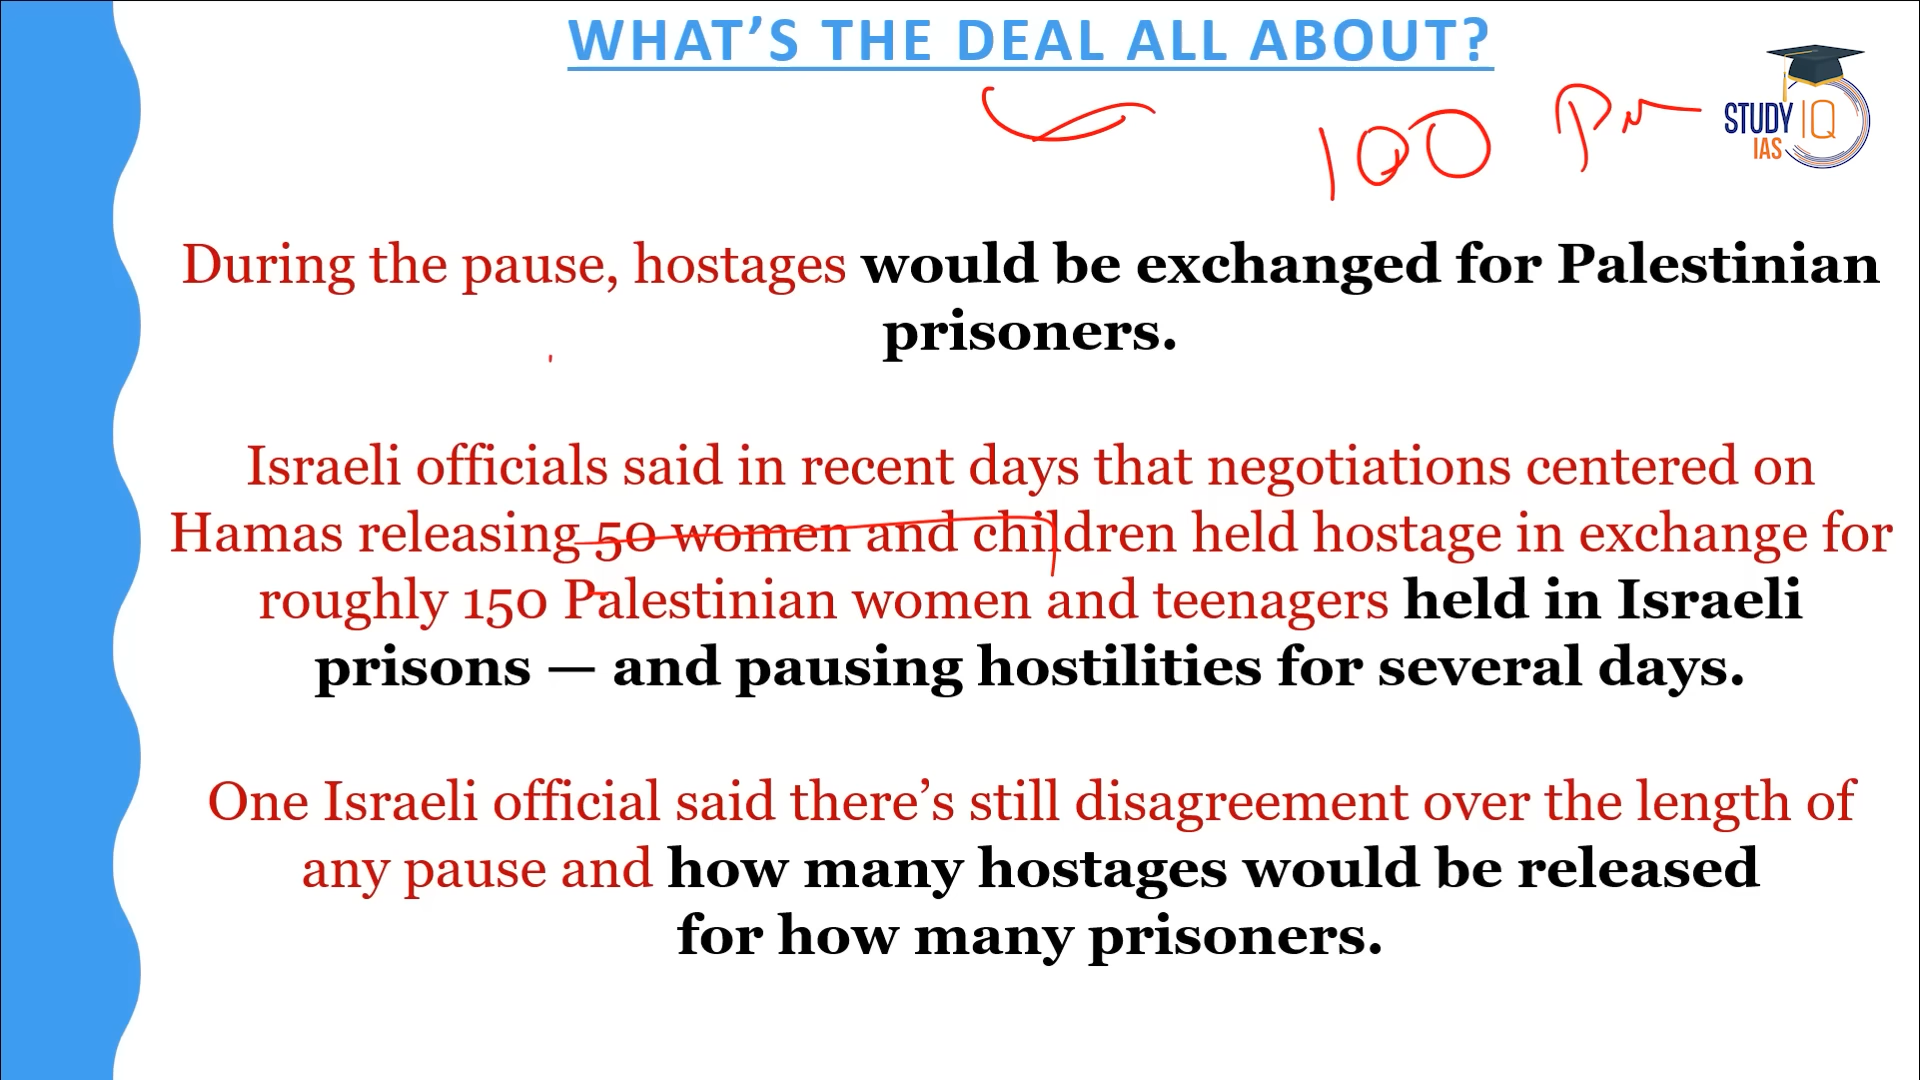 WHAT’S THE DEAL ALL ABOUT?
100
STUDY IQ
IAS
During the pause, hostages would be exchanged for Palestinian
prisoners.
Israeli officials said in recent days that negotiations centered on
Hamas releasing 50 women and children held hostage in exchange for
roughly 150 Palestinian women and teenagers held in Israeli
prisons — and pausing hostilities for several days.
One Israeli official said there’s still disagreement over the length of
any pause and how many hostages would be released
for how many prisoners.